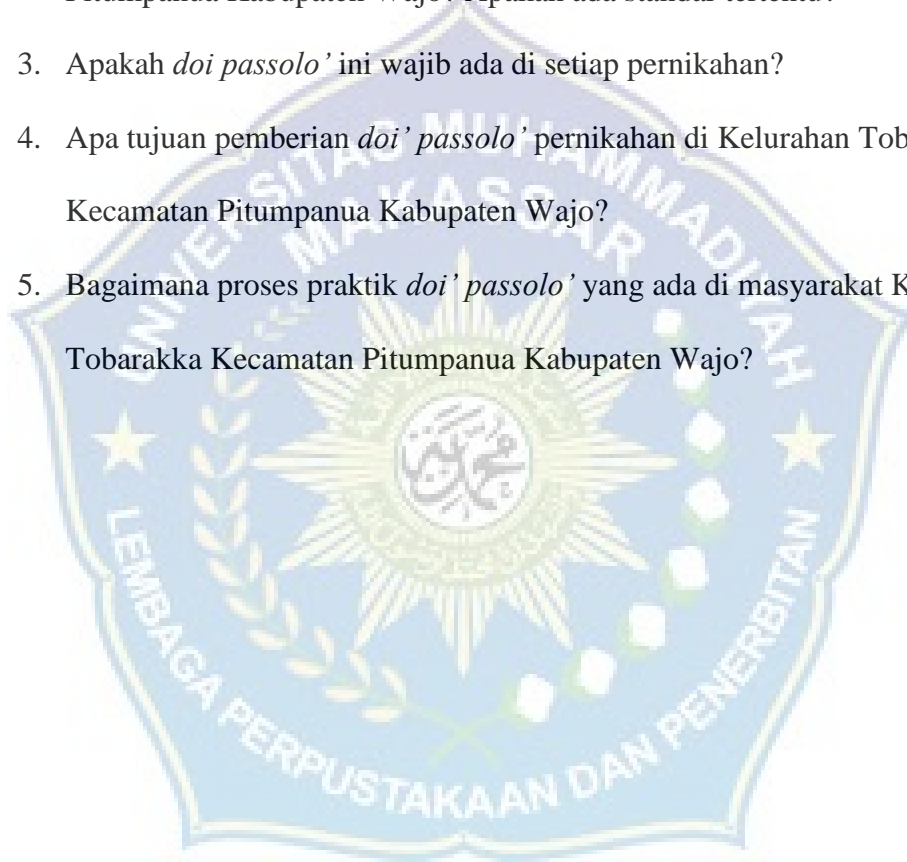 Pitumpanua Kabupaten Wajo? Apakah ada standar tertentu?
3. Apakah doi passolo’ ini wajib ada di setiap pernikahan?
4. Apa tujuan pemberian doi’ passolo’ pernikahan di Kelurahan Tob
Kecamatan Pitumpanua Kabupaten Wajo?
5. Bagaimana proses praktik doi’ passolo’ yang ada di masyarakat K
Tobarakka Kecamatan Pitumpanua Kabupaten Wajo?
UNIVERSITAS MUHAMMADIYAH
MAKASSAR
LEMBAGA PERPUSTAKAAN DAN PENERBITAN